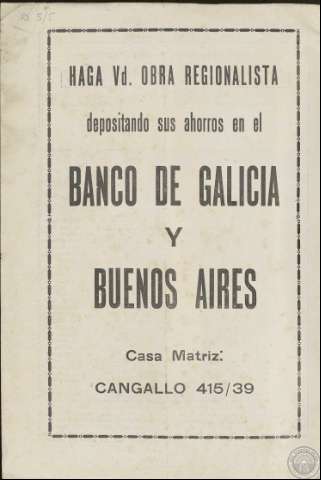 HAGA Vd. OBRA REGIONALISTA
depositando sus ahorros en el
BANCO DE GALICIA
Y
BUENOS AIRES
Casa Matriz:
CANGALLO 415/39